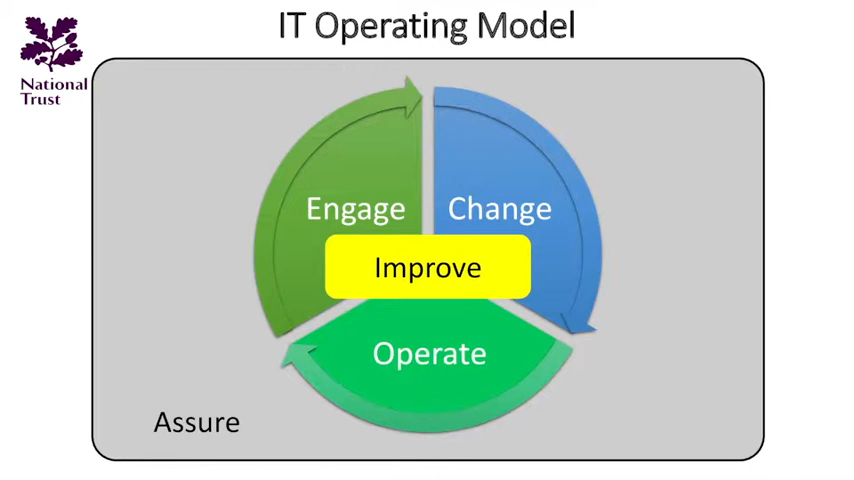 IT Operating Model
National
Trust
Engage
Change
Improve
Operate
Assure